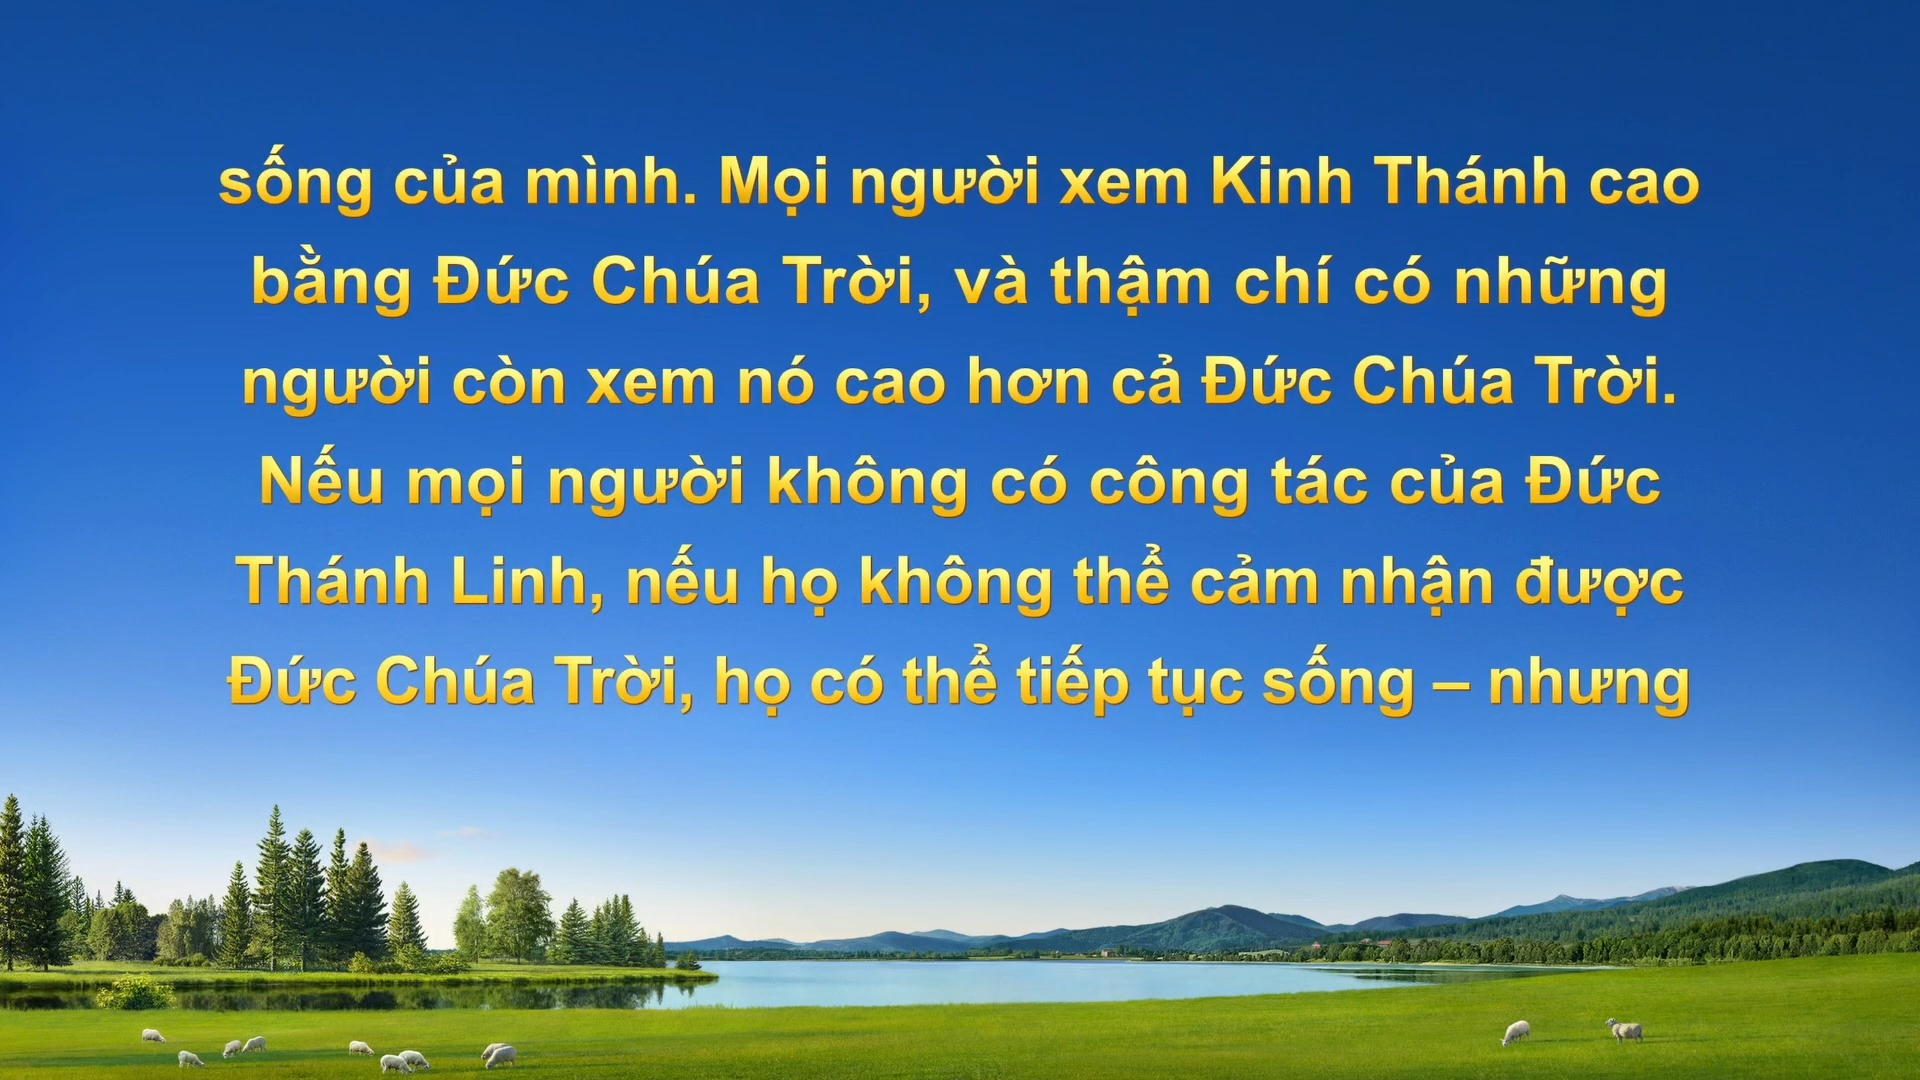 sống của mình. Mọi người xem Kinh Thánh cao
bằng Đức Chúa Trời, và thậm chí có những
người còn xem nó cao hơn cả Đức Chúa Trời.
Nếu mọi người không có công tác của Đức
Thánh Linh, nếu họ không thể cảm nhận được
Đức Chúa Trời, họ có thể tiếp tục sống – nhưng